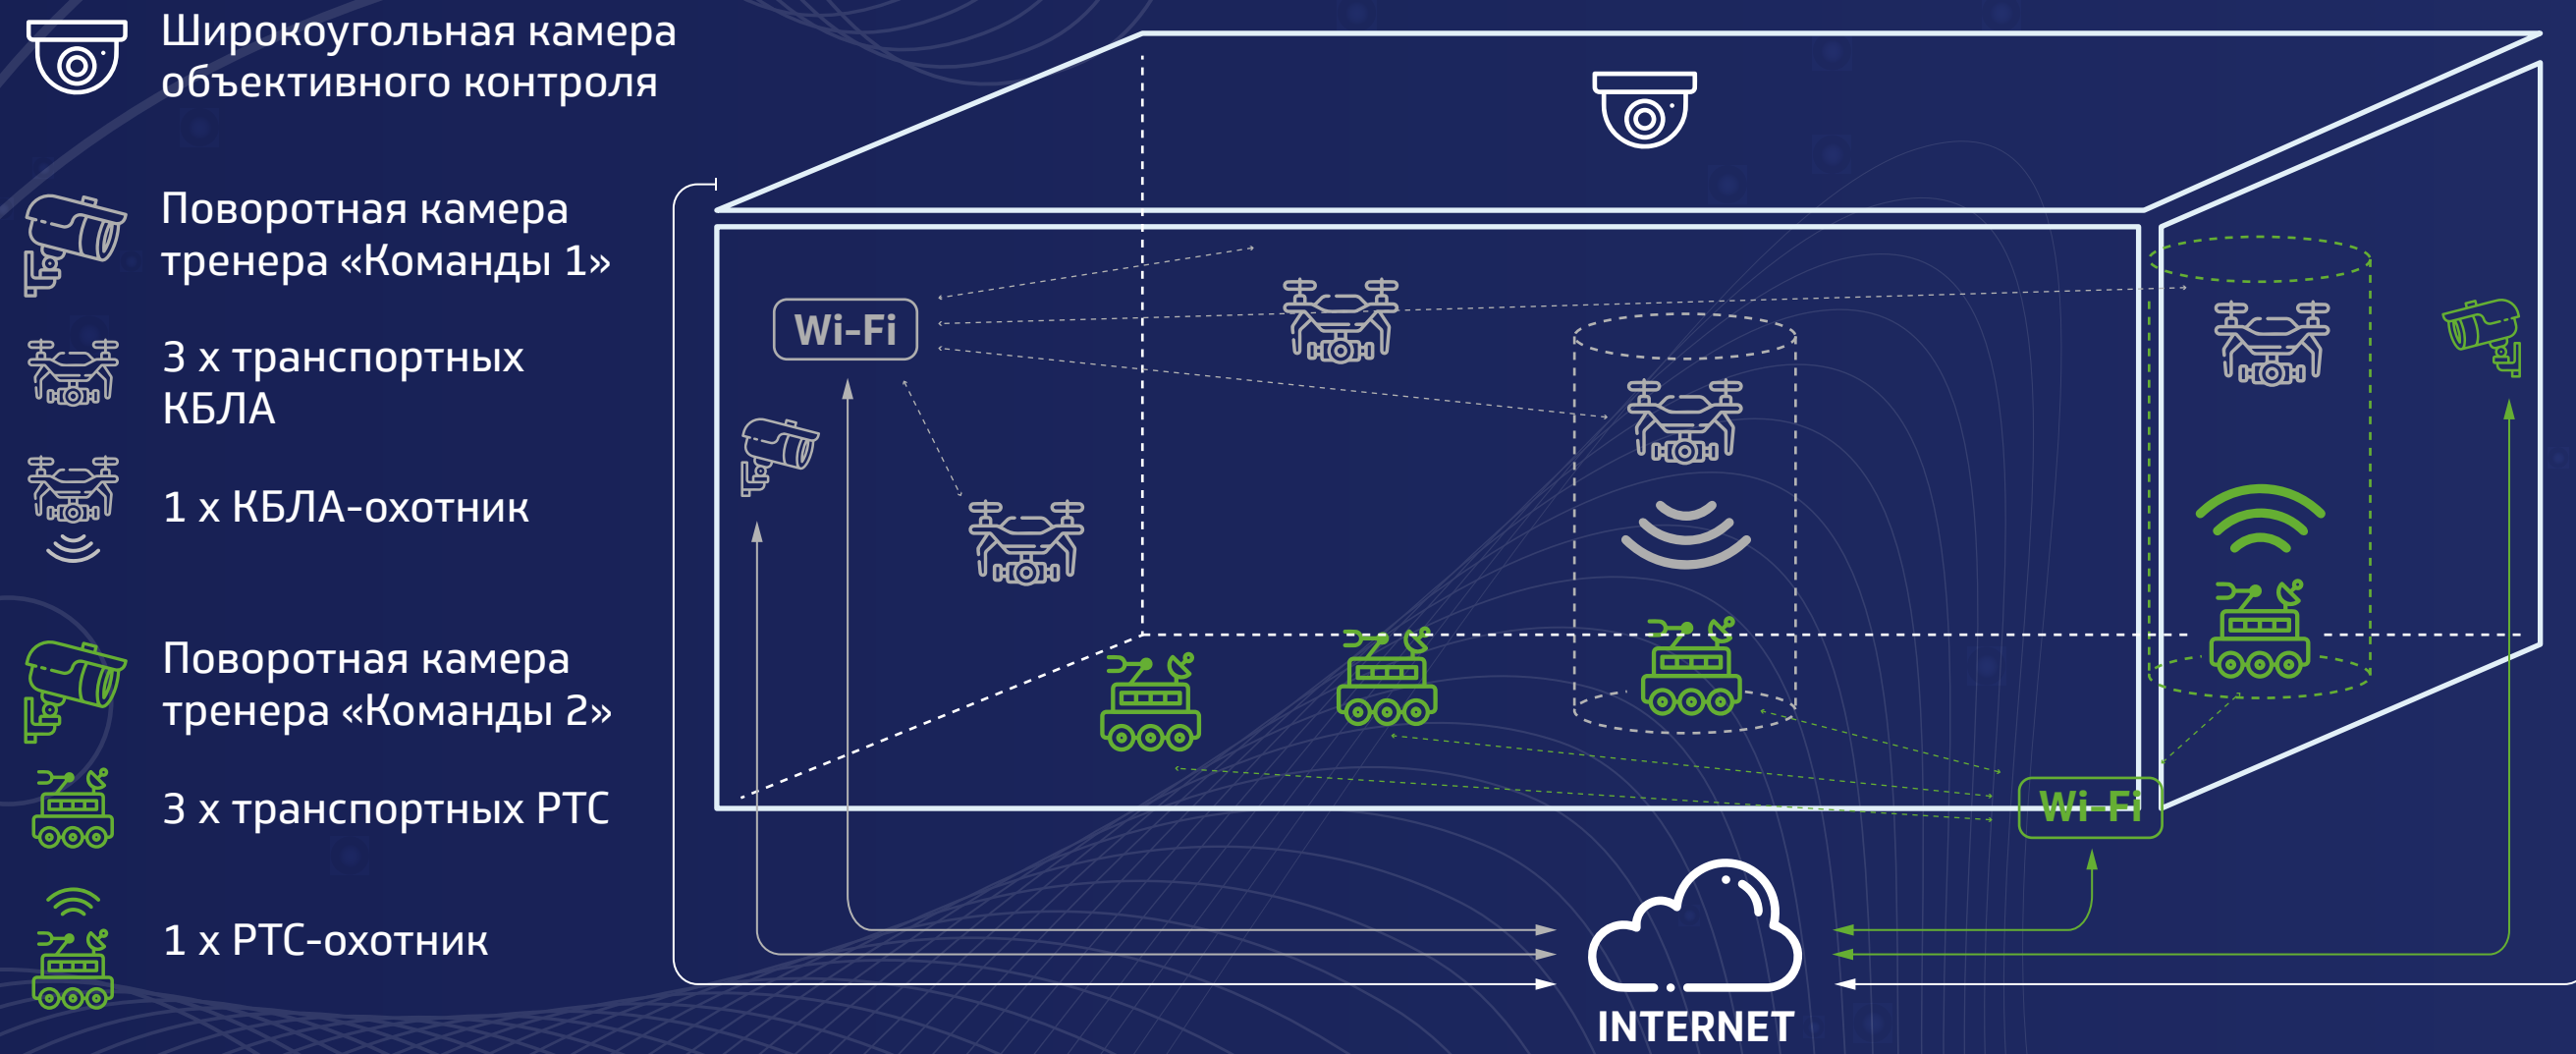 Широкоугольная камера
объективного контроля
Поворотная камера
тренера «Команды 1»
3 x транспортных
КБЛА
1 x КБЛА-охотник
Поворотная камера
тренера «Команды 2»
3 x транспортных РТС
1 x РТС-охотник
Wi-Fi
Wi-Fi
INTERNET